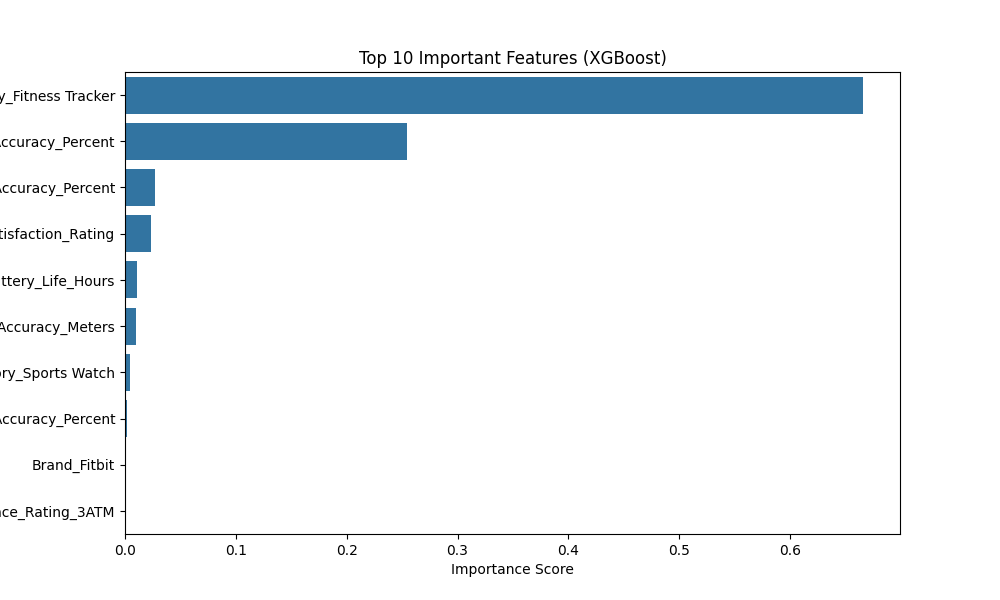 Top 10 Important Features (XGBoost)
y_Fitness Tracker
Accuracy_Percent
Accuracy_Percent
tisfaction_Rating
ttery_Life_Hours
Accuracy_Meters
ory_Sports Watch
Accuracy_Percent
Brand_Fitbit
nce_Rating_3ATM
0.0 0.1 0.2 0.3 0.4 0.5 0.6
Importance Score